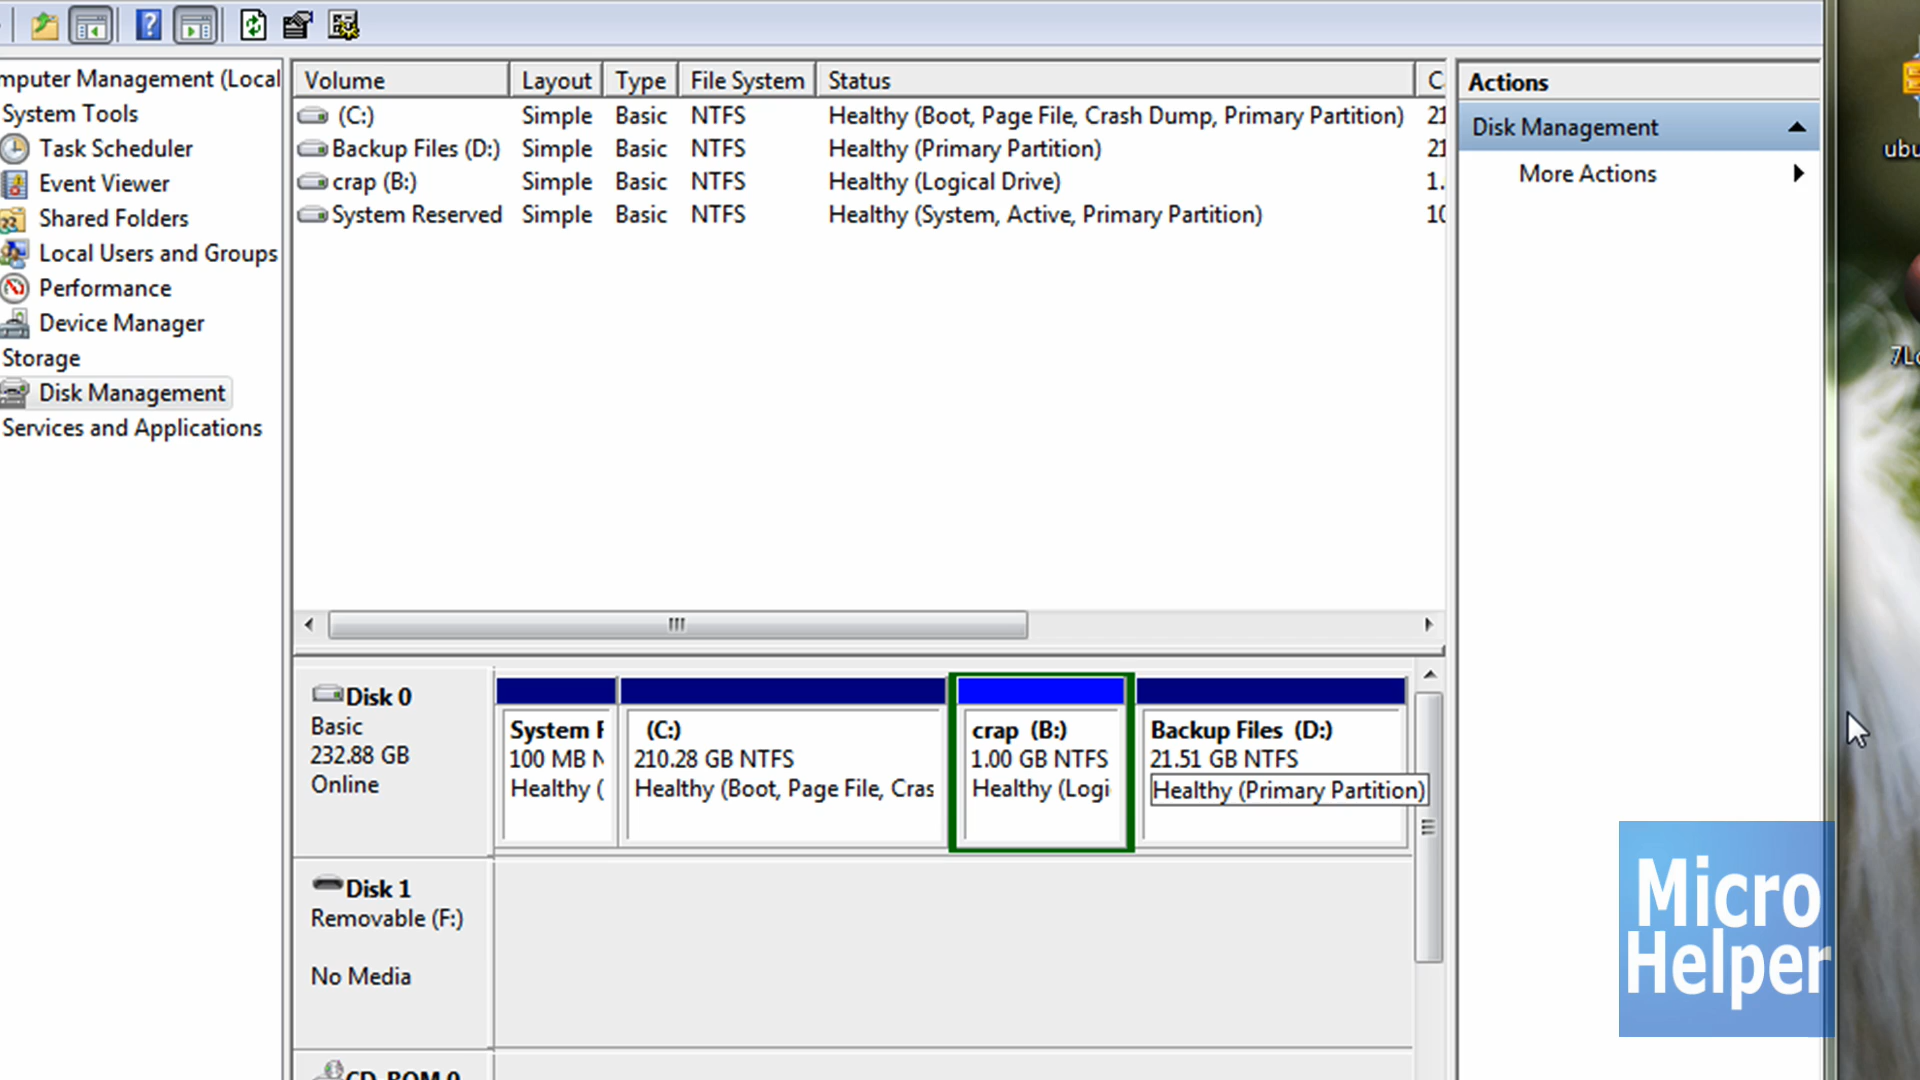 mputer Management (Local
System Tools
Task Scheduler
Event Viewer
Shared Folders
Local Users and Groups
Performance
Device Manager
Storage
Disk Management
Services and Applications
Volume Layout Type File System Status C
(C:) Simple Basic NTFS Healthy (Boot, Page File, Crash Dump, Primary Partition) 21
Backup Files (D:) Simple Basic NTFS Healthy (Primary Partition) 21
crap (B:) Simple Basic NTFS Healthy (Logical Drive) 1.
System Reserved Simple Basic NTFS Healthy (System, Active, Primary Partition) 10
Actions
Disk Management
More Actions
ubu
7Lo
Disk 0
Basic
232.88 GB
Online
System R
100 MB N
Healthy (
(C:)
210.28 GB NTFS
Healthy (Boot, Page File, Cras
crap (B:)
1.00 GB NTFS
Healthy (Logi
Backup Files (D:)
21.51 GB NTFS
Healthy (Primary Partition)
Disk 1
Removable (F:)
No Media
CD-ROM 0
Micro
Helper